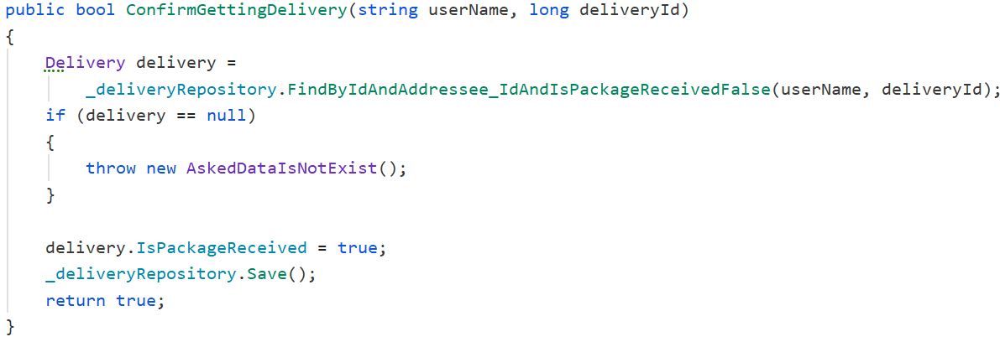 public bool ConfirmGettingDelivery(string userName, long deliveryId)
{
    Delivery delivery =
        _deliveryRepository.FindByIdAndAddressee_IdAndIsPackageReceivedFalse(userName, deliveryId);
    if (delivery == null)
    {
        throw new AskedDataIsNotExist();
    }

    delivery.IsPackageReceived = true;
    _deliveryRepository.Save();
    return true;
}